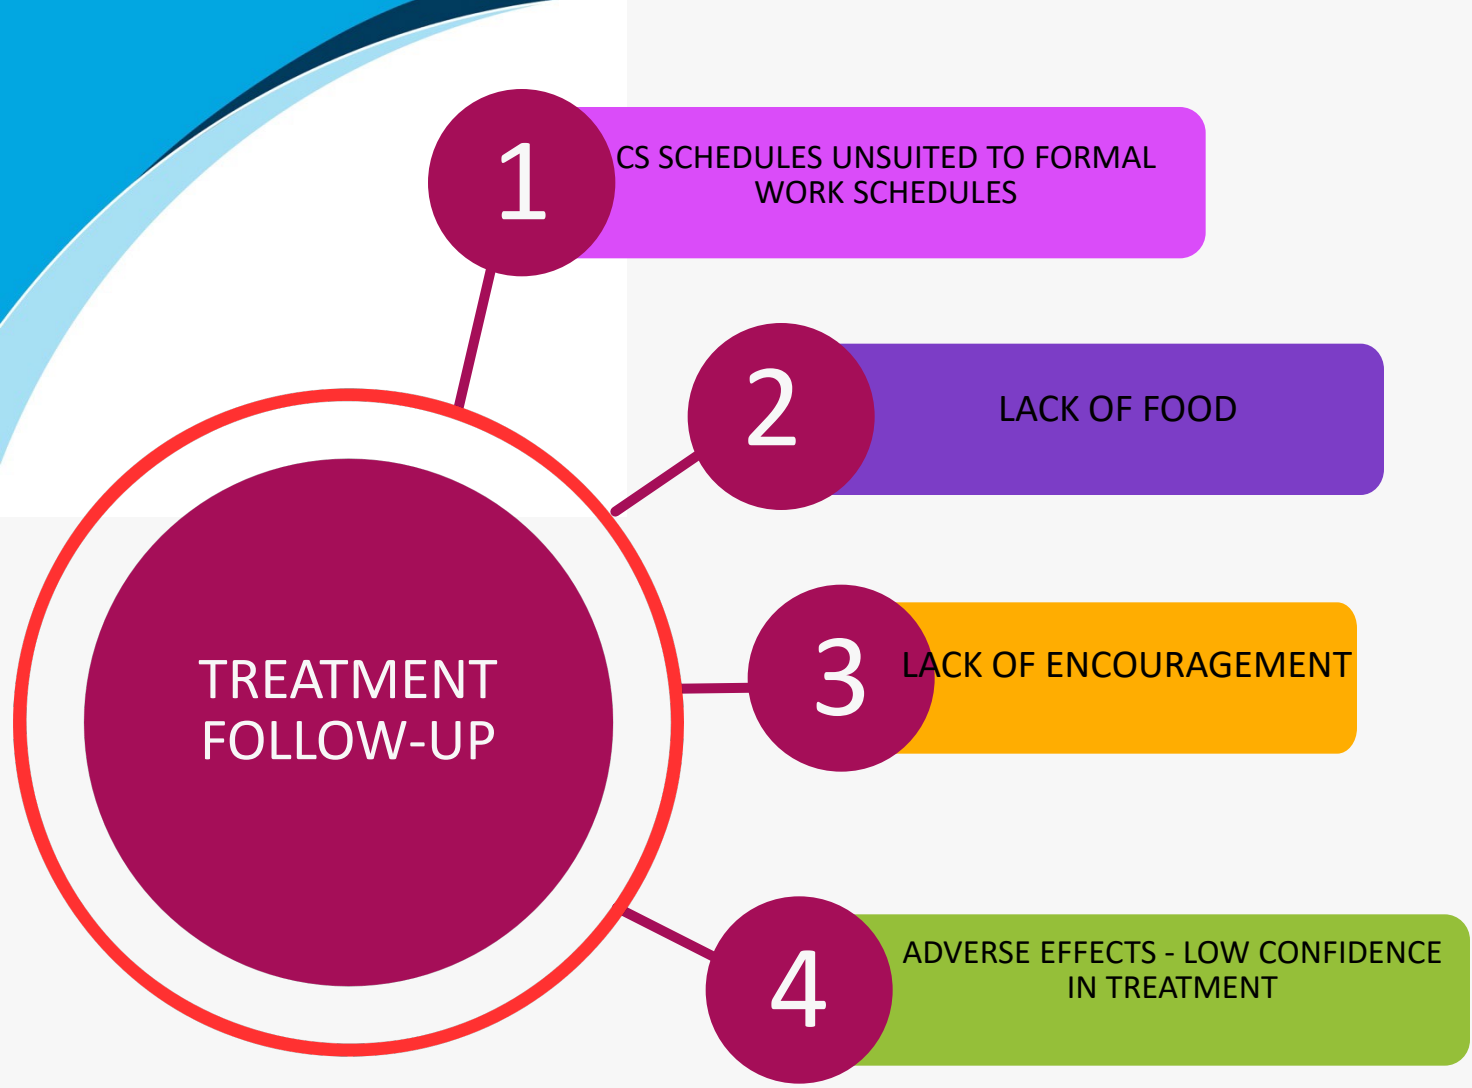 1
CS SCHEDULES UNSUITED TO FORMAL
WORK SCHEDULES
2
LACK OF FOOD
TREATMENT
FOLLOW-UP
3
LACK OF ENCOURAGEMENT
4
ADVERSE EFFECTS - LOW CONFIDENCE
IN TREATMENT